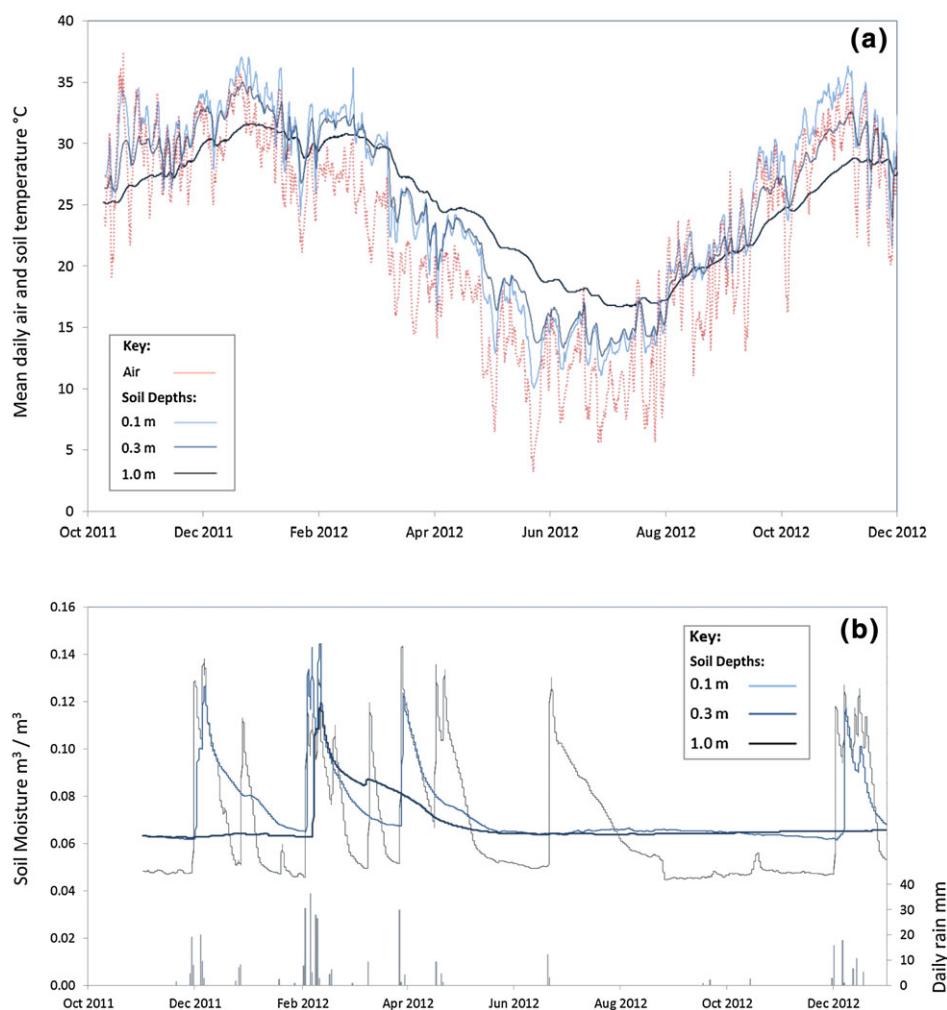 (a)
Mean daily air and soil temperature °C
40
35
30
25
20
15
10
5
0
Key:
Air
Soil Depths:
0.1 m
0.3 m
1.0 m
Oct 2011
Dec 2011
Feb 2012
Apr 2012
Jun 2012
Aug 2012
Oct 2012
Dec 2012
(b)
Soil Moisture m³ / m³
0.16
0.14
0.12
0.10
0.08
0.06
0.04
0.02
0.00
Key:
Soil Depths:
0.1 m
0.3 m
1.0 m
40
30
20
10
0
Daily rain mm
Oct 2011
Dec 2011
Feb 2012
Apr 2012
Jun 2012
Aug 2012
Oct 2012
Dec 2012